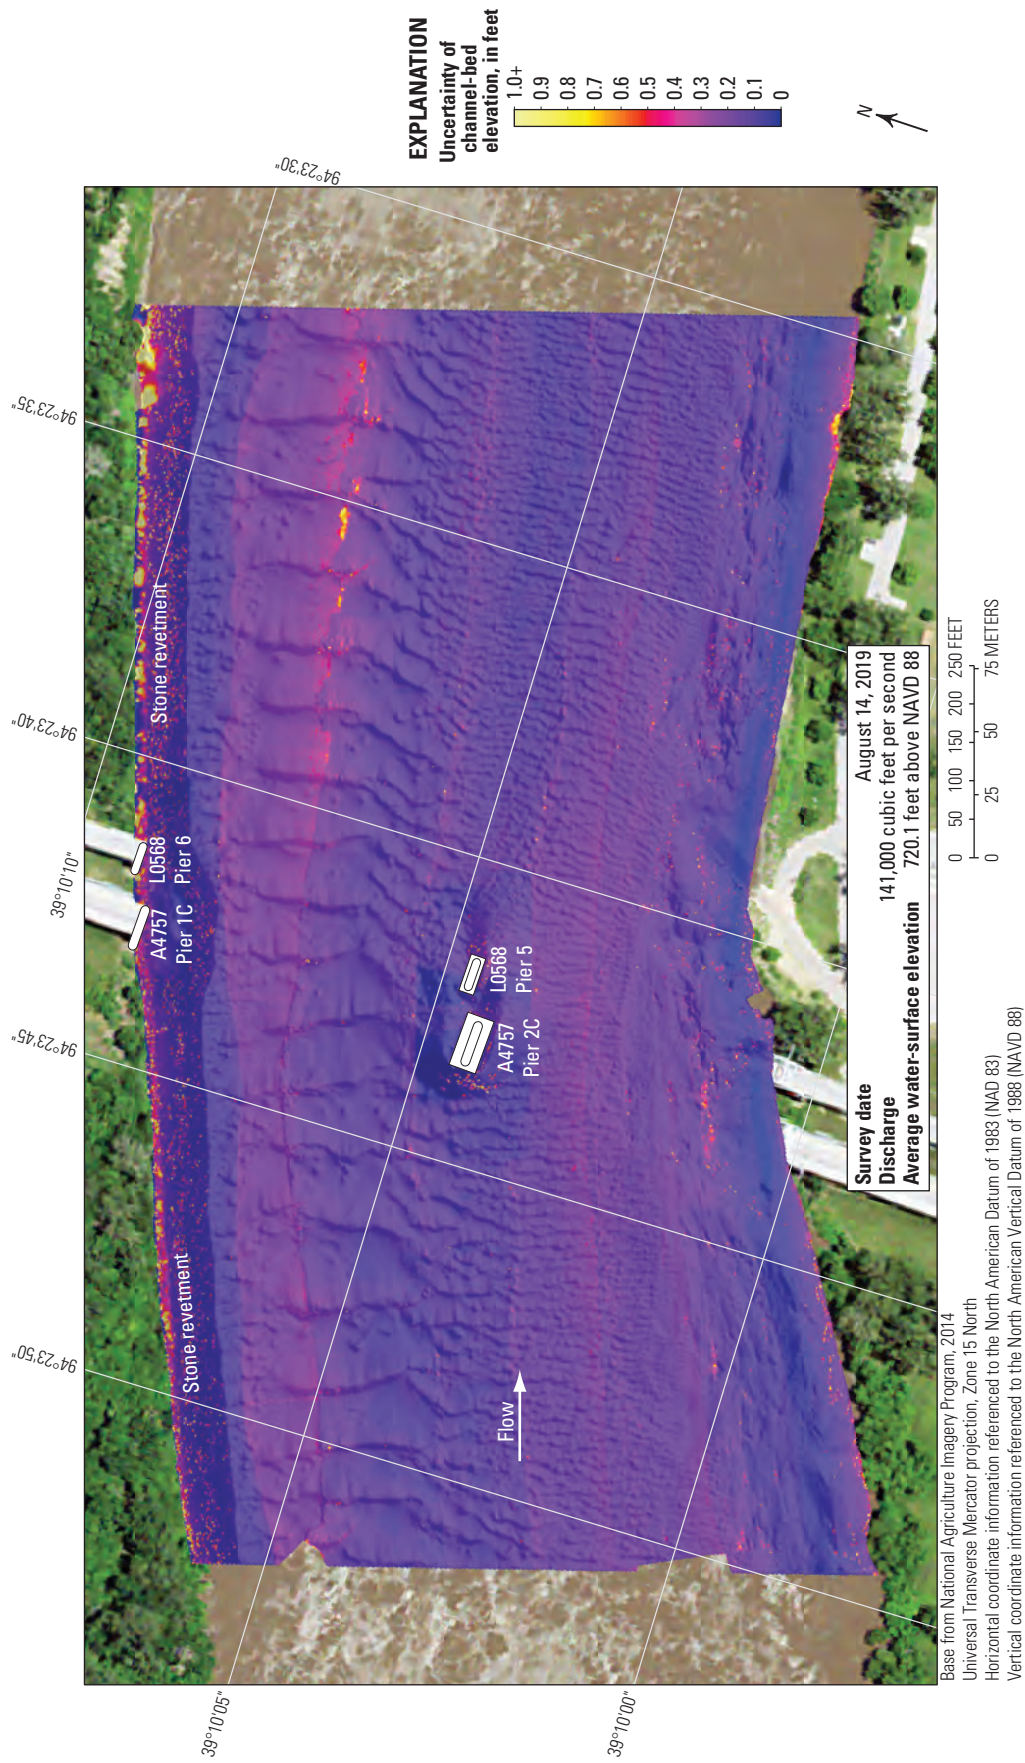 EXPLANATION
Uncertainty of
channel-bed
elevation, in feet
1.0+
0.9
0.8
0.7
0.6
0.5
0.4
0.3
0.2
0.1
0
N
94°23'50"
94°23'45"
94°23'40"
94°23'35"
94°23'30"
39°10'10"
39°10'05"
39°10'00"
Stone revetment
Stone revetment
A4757
Pier 1C
L0568
Pier 6
A4757
Pier 2C
L0568
Pier 5
Flow
Survey date August 14, 2019
Discharge 141,000 cubic feet per second
Average water-surface elevation 720.1 feet above NAVD 88
0 50 100 150 200 250 FEET
0 25 50 75 METERS
Base from National Agriculture Imagery Program, 2014
Universal Transverse Mercator projection, Zone 15 North
Horizontal coordinate information referenced to the North American Datum of 1983 (NAD 83)
Vertical coordinate information referenced to the North American Vertical Datum of 1988 (NAVD 88)